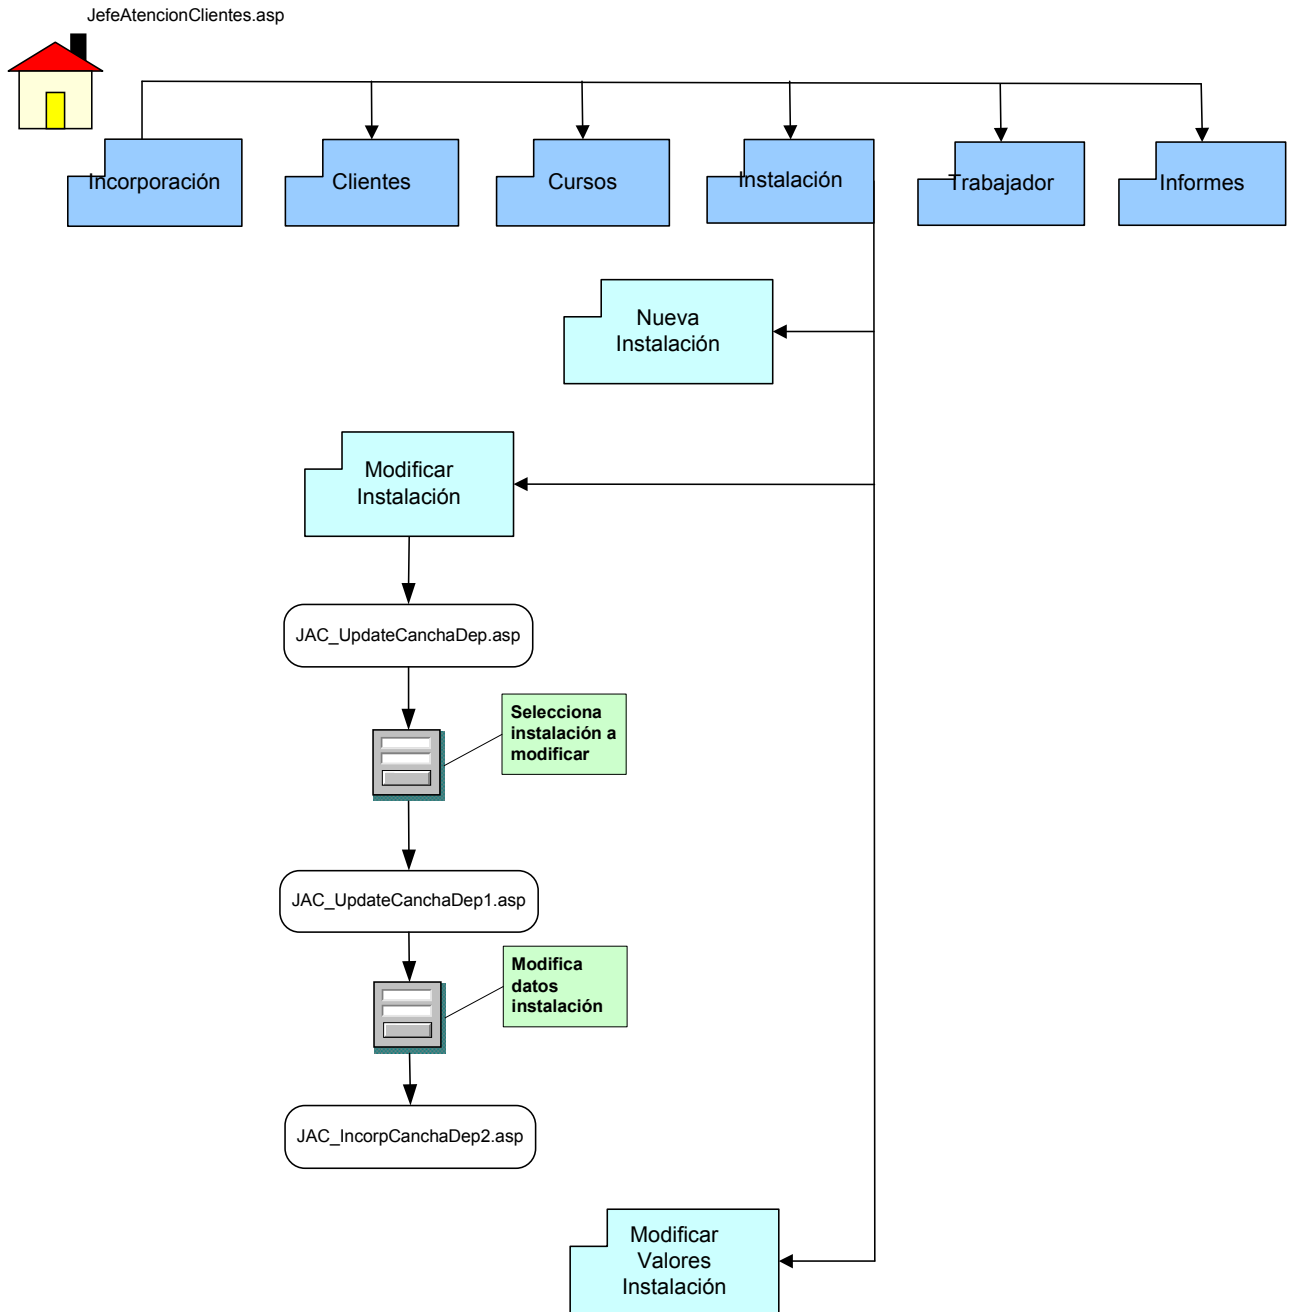 JefeAtencionClientes.asp
Incorporación
Clientes
Cursos
Instalación
Trabajador
Informes
Nueva
Instalación
Modificar
Instalación
JAC_UpdateCanchaDep.asp
Selecciona
instalación a
modificar
JAC_UpdateCanchaDep1.asp
Modifica
datos
instalación
JAC_IncorpCanchaDep2.asp
Modificar
Valores
Instalación